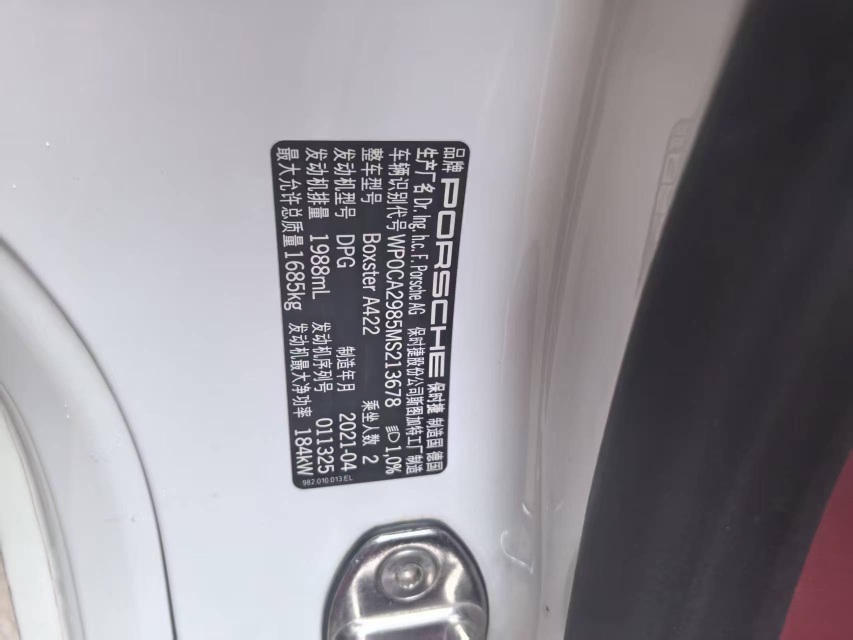 品牌 PORSCHE 保时捷 制造国 德国
生产厂名 Dr. Ing. h.c. F. Porsche AG 保时捷股份公司斯图加特工厂制造
车辆识别代号 WP0CA2985MS213678 1,0%
整车型号 Boxster A422 乘坐人数 2
发动机型号 DPG 制造年月 2021-04
发动机排量 1988mL 发动机序列号 011325
最大允许总质量 1685kg 发动机最大净功率 184kW
982.010.013.EL